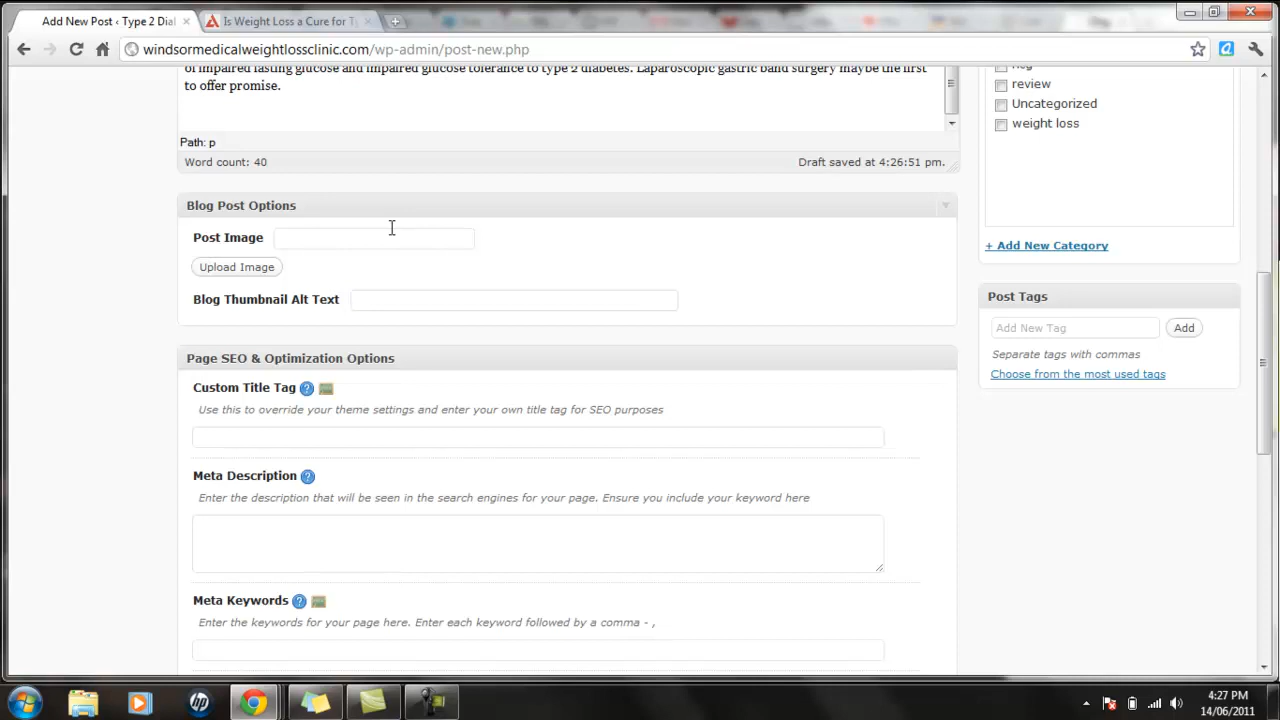 Add New Post ‹ Type 2 Dial
Is Weight Loss a Cure for Ty
windsormedicalweightlossclinic.com/wp-admin/post-new.php
of impaired fasting glucose and impaired glucose tolerance to type 2 diabetes. Laparoscopic gastric band surgery maybe the first
to offer promise.
Path: p
Word count: 40
Draft saved at 4:26:51 pm.
review
Uncategorized
weight loss
+ Add New Category
Blog Post Options
Post Image
Upload Image
Blog Thumbnail Alt Text
Post Tags
Add New Tag
Add
Separate tags with commas
Choose from the most used tags
Page SEO & Optimization Options
Custom Title Tag
Use this to override your theme settings and enter your own title tag for SEO purposes
Meta Description
Enter the description that will be seen in the search engines for your page. Ensure you include your keyword here
Meta Keywords
Enter the keywords for your page here. Enter each keyword followed by a comma - ,
hp
4:27 PM
14/06/2011